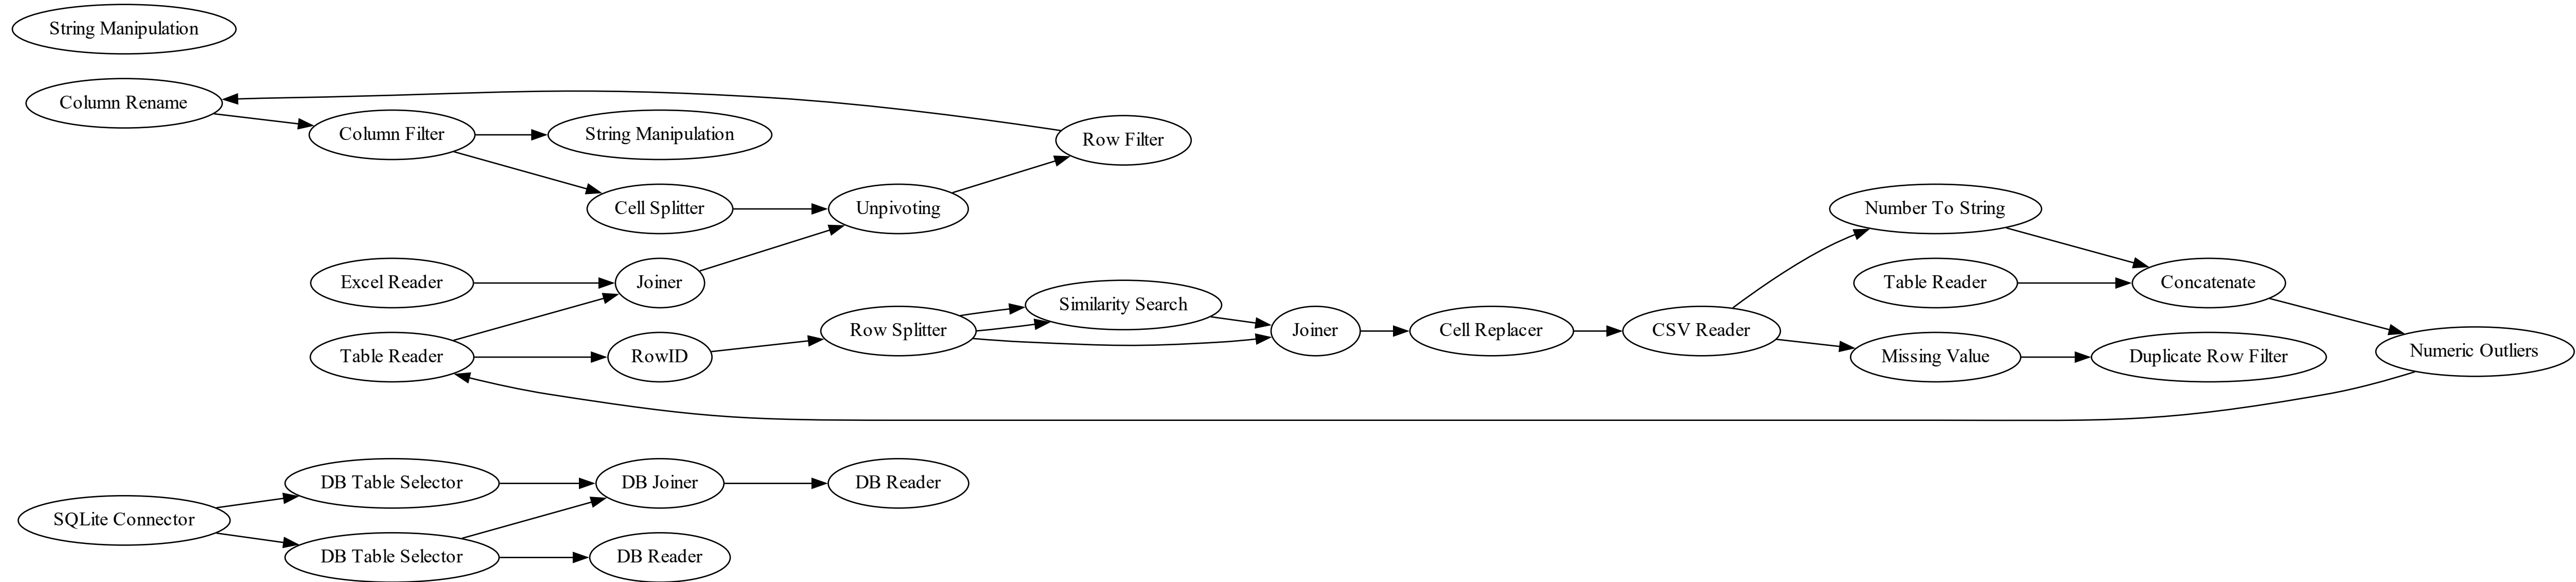 String Manipulation
Column Rename
Column Filter
String Manipulation
Row Filter
Cell Splitter
Unpivoting
Number To String
Excel Reader
Joiner
Similarity Search
Table Reader
Concatenate
Table Reader
RowID
Row Splitter
Joiner
Cell Replacer
CSV Reader
Missing Value
Duplicate Row Filter
Numeric Outliers
SQLite Connector
DB Table Selector
DB Joiner
DB Reader
DB Table Selector
DB Reader